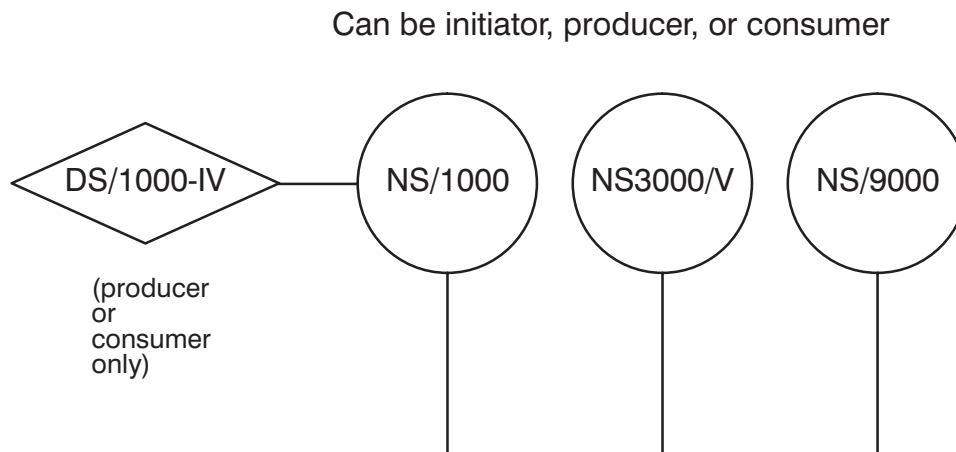 Can be initiator, producer, or consumer
DS/1000-IV
NS/1000
NS3000/V
NS/9000
(producer
or
consumer
only)